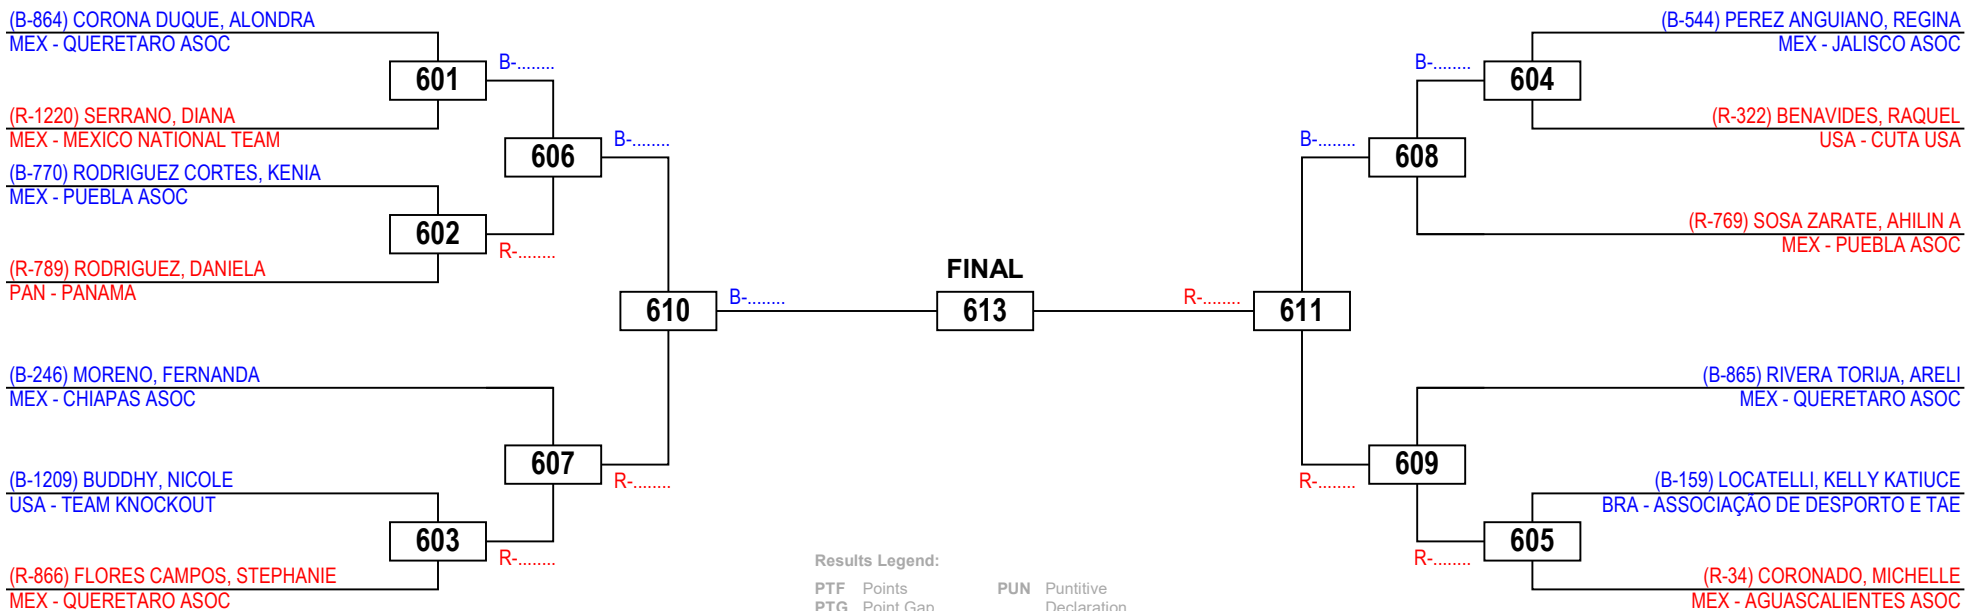 (B-864) CORONA DUQUE, ALONDRA
MEX - QUERETARO ASOC
601
B-........
(R-1220) SERRANO, DIANA
MEX - MEXICO NATIONAL TEAM
606
B-........
(B-770) RODRIGUEZ CORTES, KENIA
MEX - PUEBLA ASOC
602
R-........
(R-789) RODRIGUEZ, DANIELA
PAN - PANAMA
610
B-........
(B-246) MORENO, FERNANDA
MEX - CHIAPAS ASOC
607
R-........
(B-1209) BUDDHY, NICOLE
USA - TEAM KNOCKOUT
603
R-........
(R-866) FLORES CAMPOS, STEPHANIE
MEX - QUERETARO ASOC
FINAL
613
(B-544) PEREZ ANGUIANO, REGINA
MEX - JALISCO ASOC
B-........
604
(R-322) BENAVIDES, RAQUEL
USA - CUTA USA
B-........
608
(R-769) SOSA ZARATE, AHILIN A
MEX - PUEBLA ASOC
R-........
611
(B-865) RIVERA TORIJA, ARELI
MEX - QUERETARO ASOC
R-........
609
(B-159) LOCATELLI, KELLY KATIUCE
BRA - ASSOCIAÇÃO DE DESPORTO E TAE
R-........
605
(R-34) CORONADO, MICHELLE
MEX - AGUASCALIENTES ASOC
Results Legend:
PTF Points PUN Puntitive
PTG Point Gap Declaration